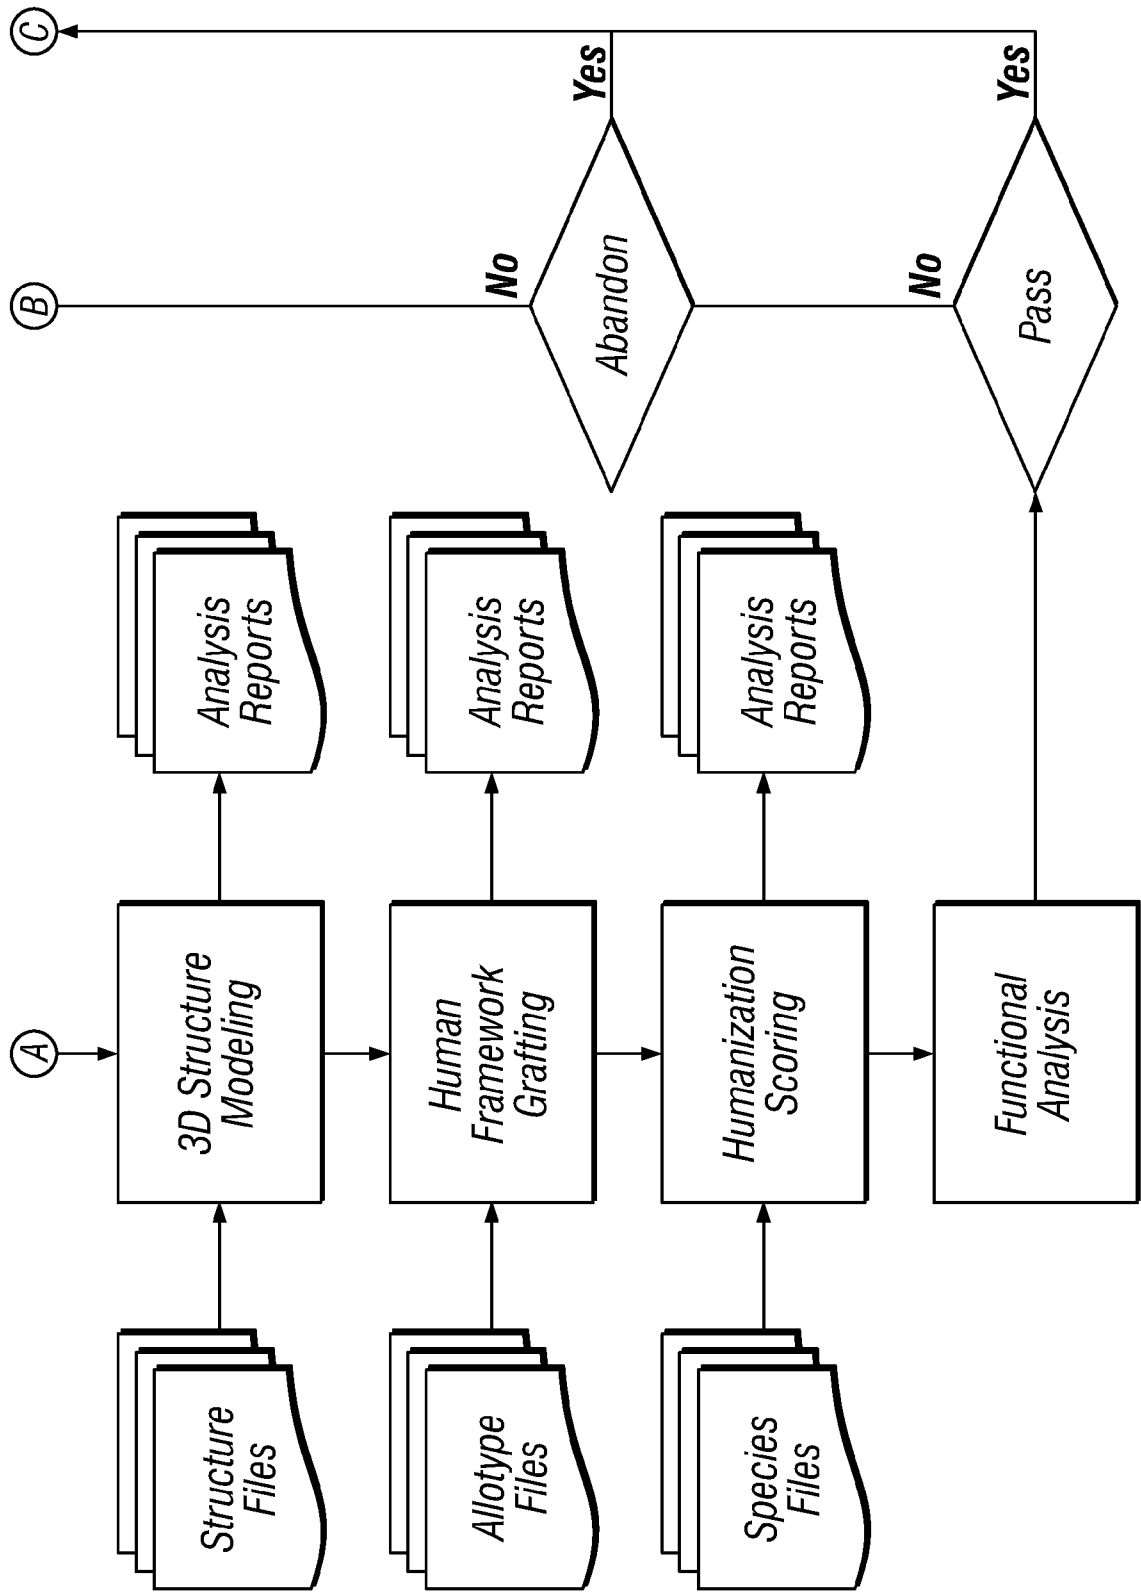 A
B
C
Structure
Files
3D Structure
Modeling
Analysis
Reports
Allotype
Files
Human
Framework
Grafting
Analysis
Reports
No
Abandon
Yes
Species
Files
Humanization
Scoring
Analysis
Reports
Functional
Analysis
No
Pass
Yes